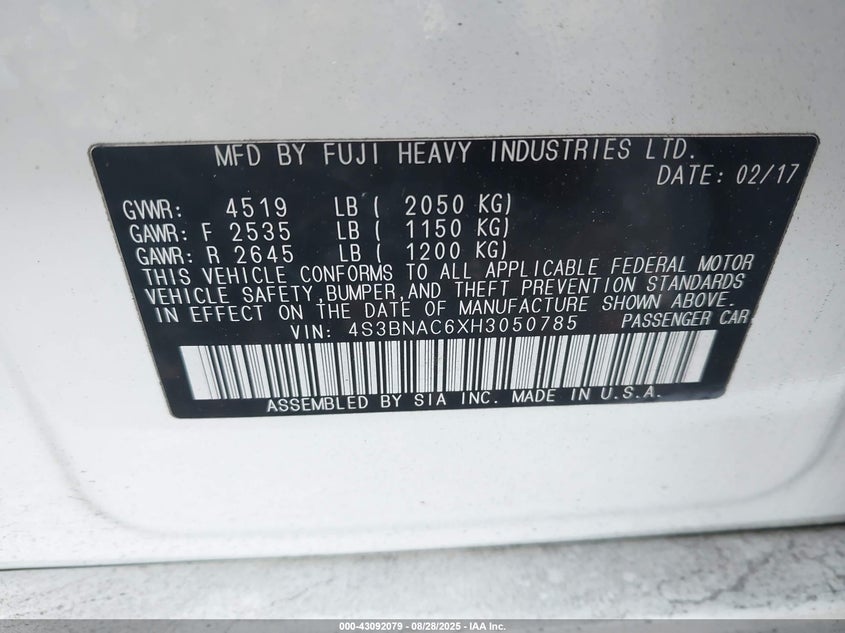 MFD BY FUJI HEAVY INDUSTRIES LTD.
DATE: 02/17
GVWR: 4519 LB ( 2050 KG)
GAWR: F 2535 LB ( 1150 KG)
GAWR: R 2645 LB ( 1200 KG)
THIS VEHICLE CONFORMS TO ALL APPLICABLE FEDERAL MOTOR
VEHICLE SAFETY,BUMPER,AND THEFT PREVENTION STANDARDS
IN EFFECT ON THE DATE OF MANUFACTURE SHOWN ABOVE.
VIN: 4S3BNAC6XH3050785 PASSENGER CAR
ASSEMBLED BY SIA INC. MADE IN U.S.A.
000-43092079 | 08/28/2025 - IAA Inc.